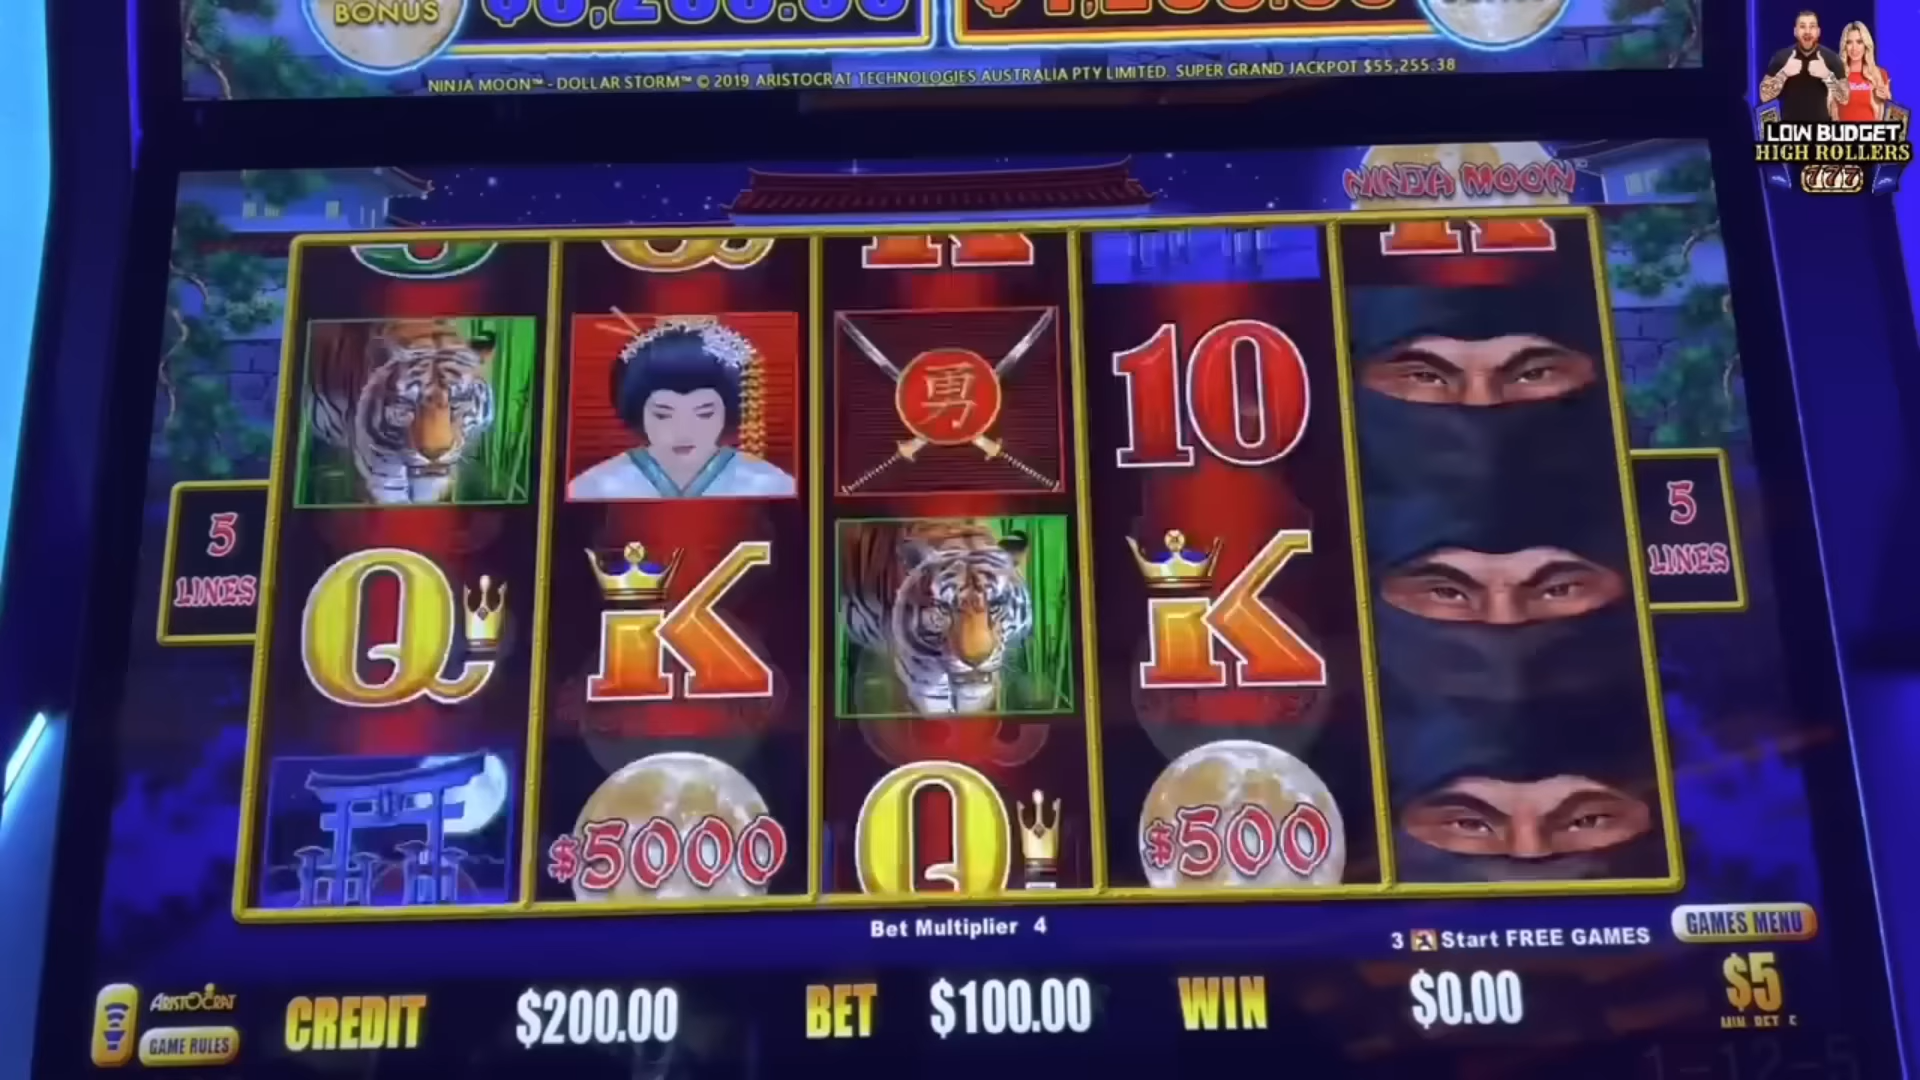 BONUS
NINJA MOON™ - DOLLAR STORM™ © 2019 ARISTOCRAT TECHNOLOGIES AUSTRALIA PTY LIMITED. SUPER GRAND JACKPOT $55,255.38
LOW BUDGET
HIGH ROLLERS
777
NINJA MOON
勇
10
5
LINES
5
LINES
Q
K
K
$5000
Q
$500
Bet Multiplier 4
3 Start FREE GAMES
GAMES MENU
ARISTOCRAT
GAME RULES
CREDIT
$200.00
BET
$100.00
WIN
$0.00
$5